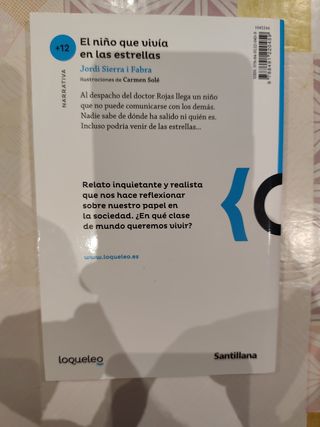 +12
El niño que vivía
en las estrellas
Jordi Sierra i Fabra
Ilustraciones de Carmen Solé
NARRATIVA
Al despacho del doctor Rojas llega un niño
que no puede comunicarse con los demás.
Nadie sabe de dónde ha salido ni quién es.
Incluso podría venir de las estrellas...
Relato inquietante y realista
que nos hace reflexionar
sobre nuestro papel en
la sociedad. ¿En qué clase
de mundo queremos vivir?
www.loqueleo.es
loqueleo
Santillana